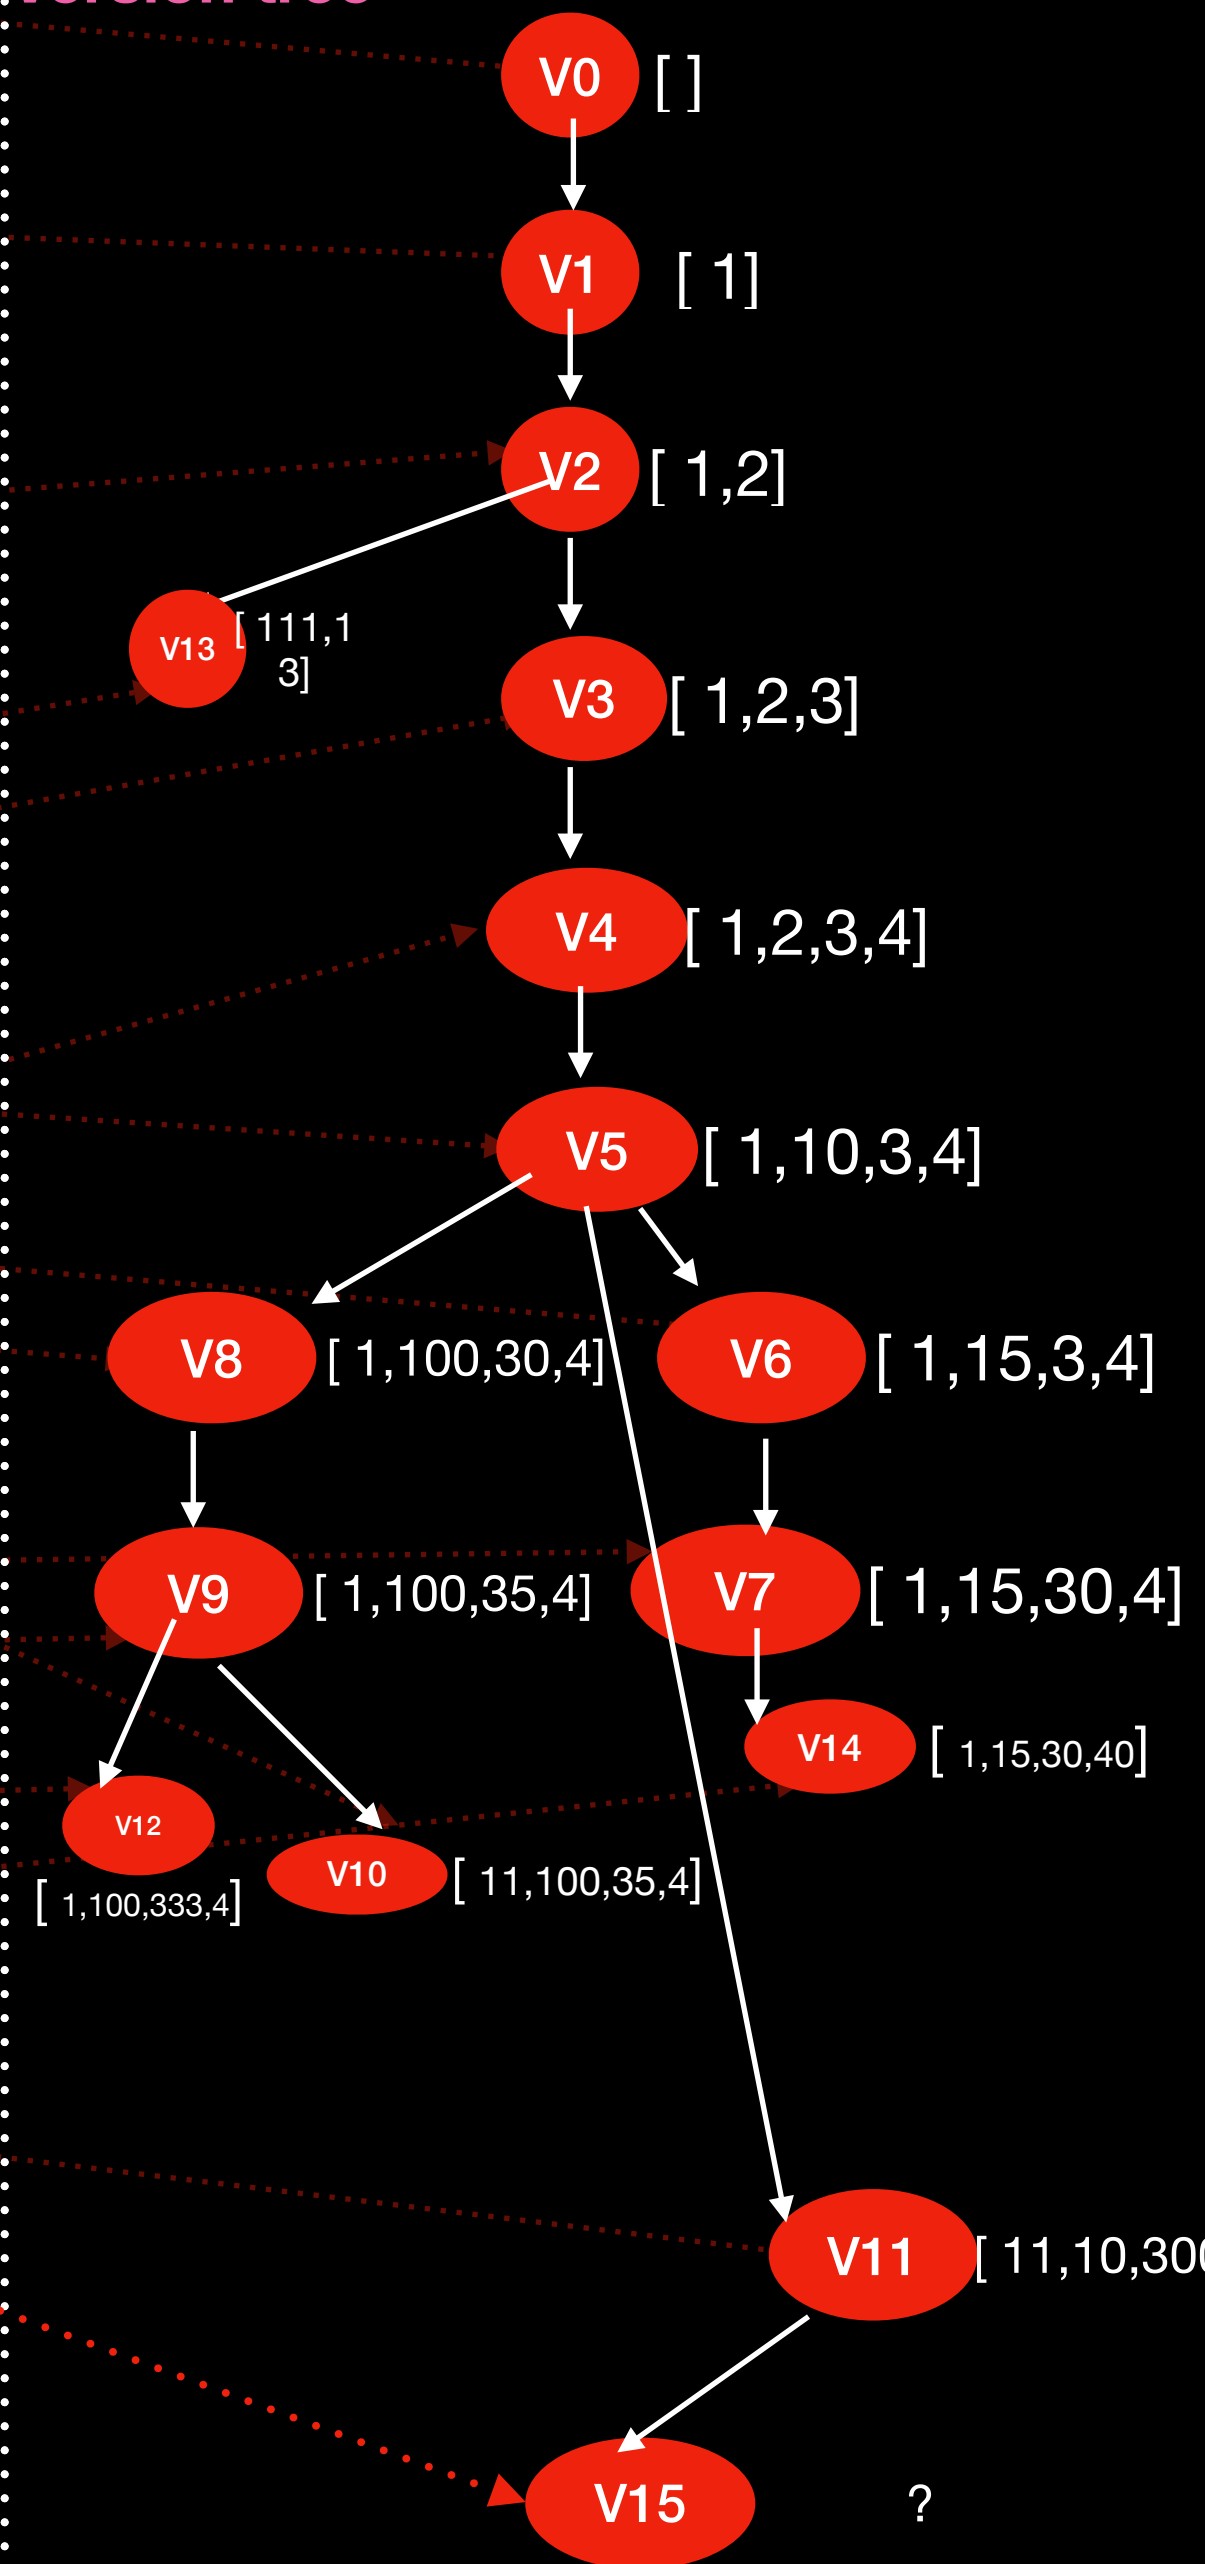 V0 [ ]
V1 [ 1]
V2 [ 1,2]
V13 [ 111,1
3]
V3 [ 1,2,3]
V4 [ 1,2,3,4]
V5 [ 1,10,3,4]
V8 [ 1,100,30,4] V6 [ 1,15,3,4]
V9 [ 1,100,35,4] V7 [ 1,15,30,4]
V14 [ 1,15,30,40]
V12
V10 [ 11,100,35,4]
[ 1,100,333,4]
V11 [ 11,10,300
V15 ?